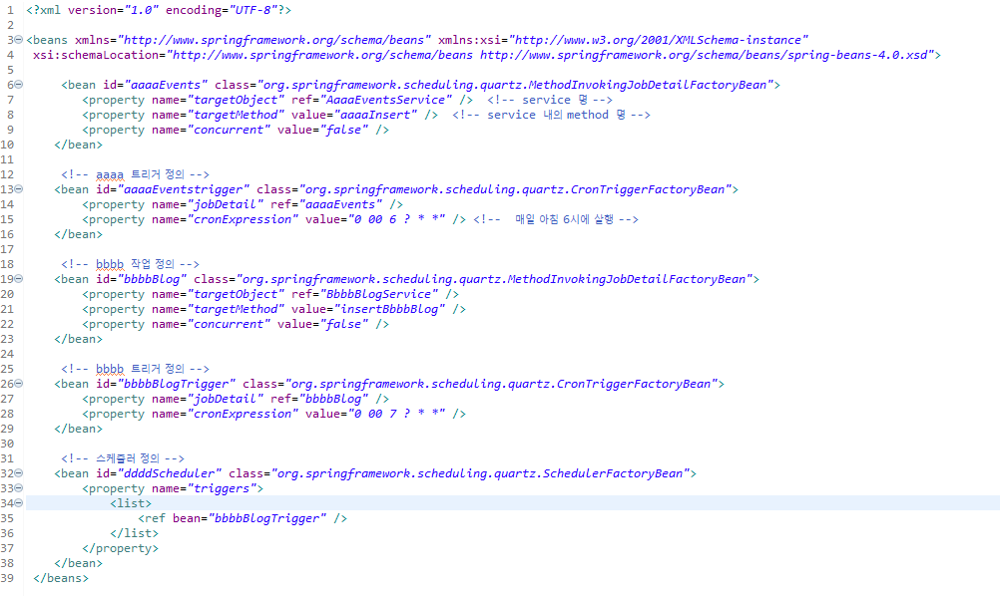 1 <?xml version="1.0" encoding="UTF-8"?>
2
3 <beans xmlns="http://www.springframework.org/schema/beans" xmlns:xsi="http://www.w3.org/2001/XMLSchema-instance"
4 xsi:schemaLocation="http://www.springframework.org/schema/beans http://www.springframework.org/schema/beans/spring-beans-4.0.xsd">
5
6 <bean id="aaaaEvents" class="org.springframework.scheduling.quartz.MethodInvokingJobDetailFactoryBean">
7 <property name="targetObject" ref="AaaaEventsService" /> <!-- service 명 -->
8 <property name="targetMethod" value="aaaaInsert" /> <!-- service 내의 method 명 -->
9 <property name="concurrent" value="false" />
10 </bean>
11
12 <!-- aaaa 트리거 정의 -->
13 <bean id="aaaaEventstrigger" class="org.springframework.scheduling.quartz.CronTriggerFactoryBean">
14 <property name="jobDetail" ref="aaaaEvents" />
15 <property name="cronExpression" value="0 00 6 ? * *" /> <!-- 매일 아침 6시에 실행 -->
16 </bean>
17
18 <!-- bbbb 작업 정의 -->
19 <bean id="bbbbBlog" class="org.springframework.scheduling.quartz.MethodInvokingJobDetailFactoryBean">
20 <property name="targetObject" ref="BbbbBlogService" />
21 <property name="targetMethod" value="insertBbbbBlog" />
22 <property name="concurrent" value="false" />
23 </bean>
24
25 <!-- bbbb 트리거 정의 -->
26 <bean id="bbbbBlogTrigger" class="org.springframework.scheduling.quartz.CronTriggerFactoryBean">
27 <property name="jobDetail" ref="bbbbBlog" />
28 <property name="cronExpression" value="0 00 7 ? * *" />
29 </bean>
30
31 <!-- 스케줄러 정의 -->
32 <bean id="ddddScheduler" class="org.springframework.scheduling.quartz.SchedulerFactoryBean">
33 <property name="triggers">
34 <list>
35 <ref bean="bbbbBlogTrigger" />
36 </list>
37 </property>
38 </bean>
39 </beans>